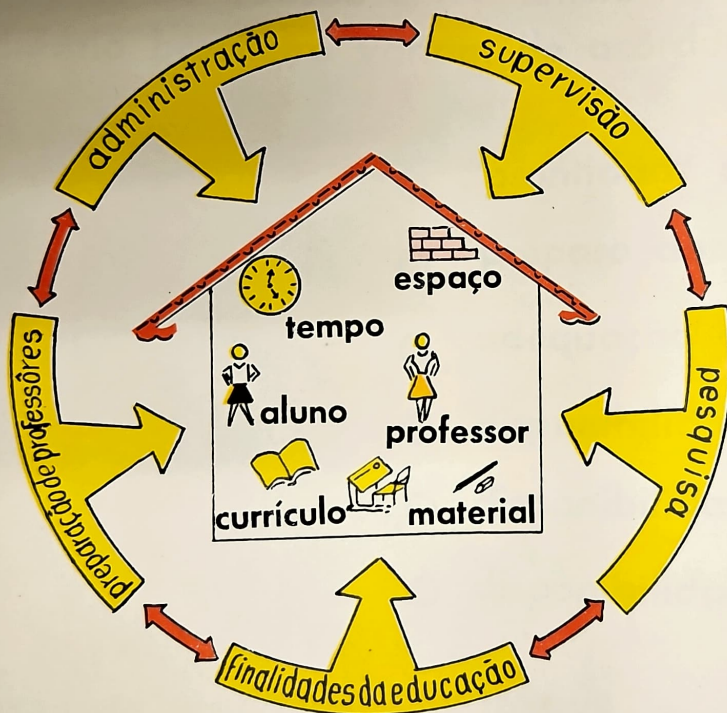 administração
supervisão
espaço
tempo
aluno
professor
currículo
material
preparação de professôres
pesquisa
finalidades da educação